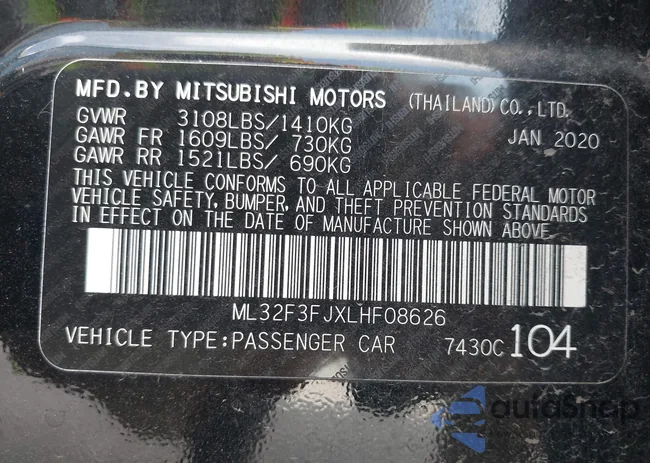 MFD.BY MITSUBISHI MOTORS (THAILAND)CO.,LTD.
GVWR 3108LBS/1410KG JAN 2020
GAWR FR 1609LBS/ 730KG
GAWR RR 1521LBS/ 690KG
THIS VEHICLE CONFORMS TO ALL APPLICABLE FEDERAL MOTOR
VEHICLE SAFETY, BUMPER, AND THEFT PREVENTION STANDARDS
IN EFFECT ON THE DATE OF MANUFACTURE SHOWN ABOVE.
ML32F3FJXLHF08626
VEHICLE TYPE:PASSENGER CAR 7430C 104
autoSnap